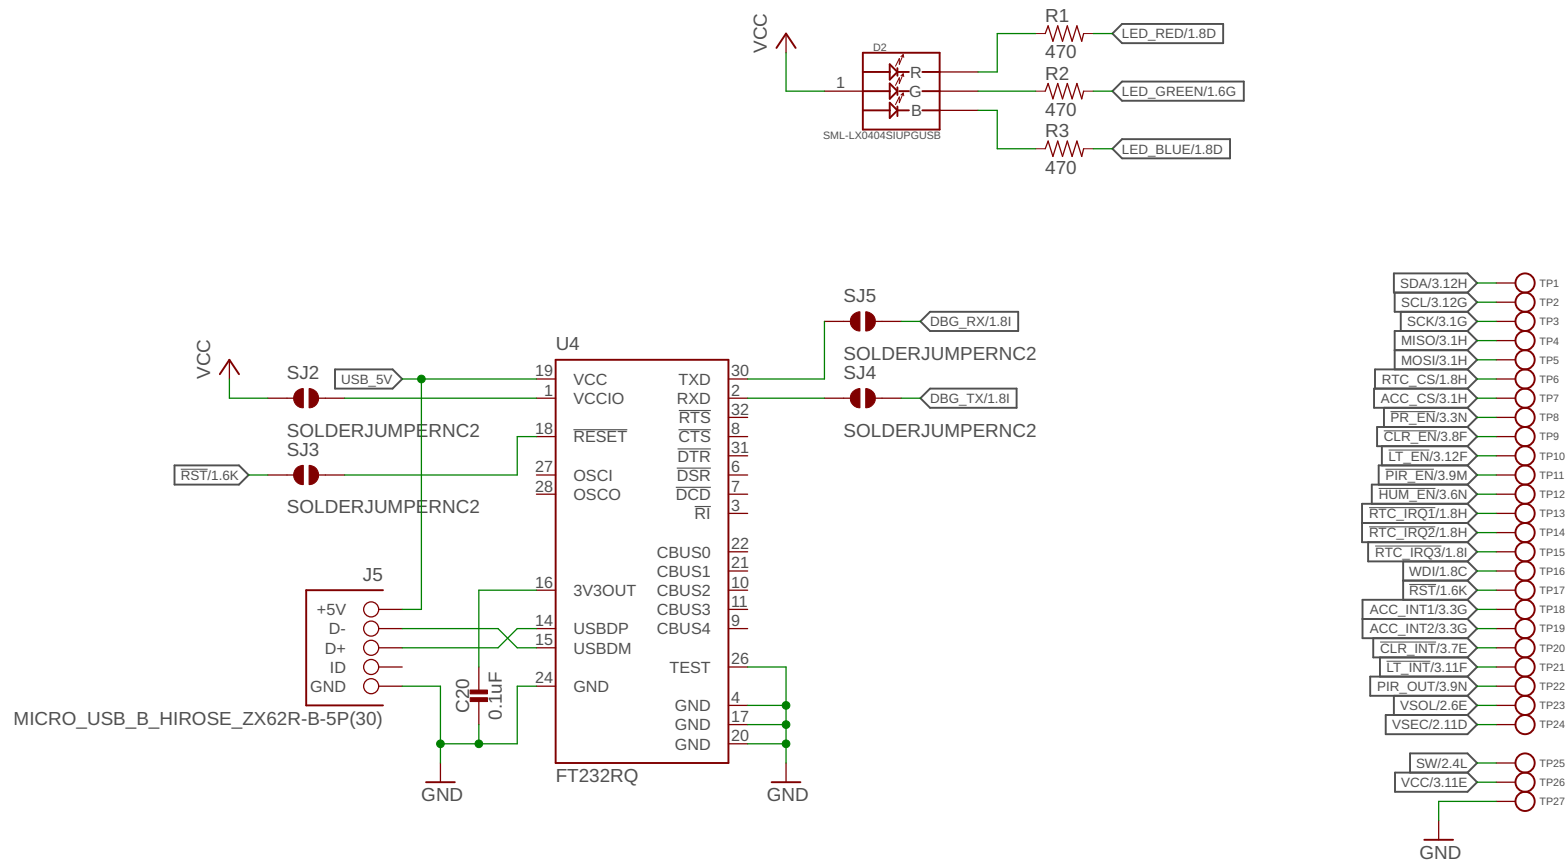 VCC
D2
1
R
G
B
SML-LX0404SIUPGUSB
R1
470
LED_RED/1.8D
R2
470
LED_GREEN/1.6G
R3
470
LED_BLUE/1.8D
VCC
SJ2
SOLDERJUMPERNC2
USB_5V
SJ3
SOLDERJUMPERNC2
RST/1.6K
J5
+5V
D-
D+
ID
GND
MICRO_USB_B_HIROSE_ZX62R-B-5P(30)
GND
C20
0.1uF
U4
19 VCC
1 VCCIO
18 RESET
27 OSCI
28 OSCO
16 3V3OUT
14 USBDP
15 USBDM
24 GND
TXD 30
RXD 2
RTS 32
CTS 8
DTR 31
DSR 6
DCD 7
RI 3
CBUS0 22
CBUS1 21
CBUS2 10
CBUS3 11
CBUS4 9
TEST 26
GND 4
GND 17
GND 20
FT232RQ
GND
SJ5
DBG_RX/1.8I
SOLDERJUMPERNC2
SJ4
DBG_TX/1.8I
SOLDERJUMPERNC2
SDA/3.12H TP1
SCL/3.12G TP2
SCK/3.1G TP3
MISO/3.1H TP4
MOSI/3.1H TP5
RTC_CS/1.8H TP6
ACC_CS/3.1H TP7
PR_EN/3.3N TP8
CLR_EN/3.8F TP9
LT_EN/3.12F TP10
PIR_EN/3.9M TP11
HUM_EN/3.6N TP12
RTC_IRQ1/1.8H TP13
RTC_IRQ2/1.8H TP14
RTC_IRQ3/1.8I TP15
WDI/1.8C TP16
RST/1.6K TP17
ACC_INT1/3.3G TP18
ACC_INT2/3.3G TP19
CLR_INT/3.7E TP20
LT_INT/3.11F TP21
PIR_OUT/3.9N TP22
VSOL/2.6E TP23
VSEC/2.11D TP24
SW/2.4L TP25
VCC/3.11E TP26
TP27
GND